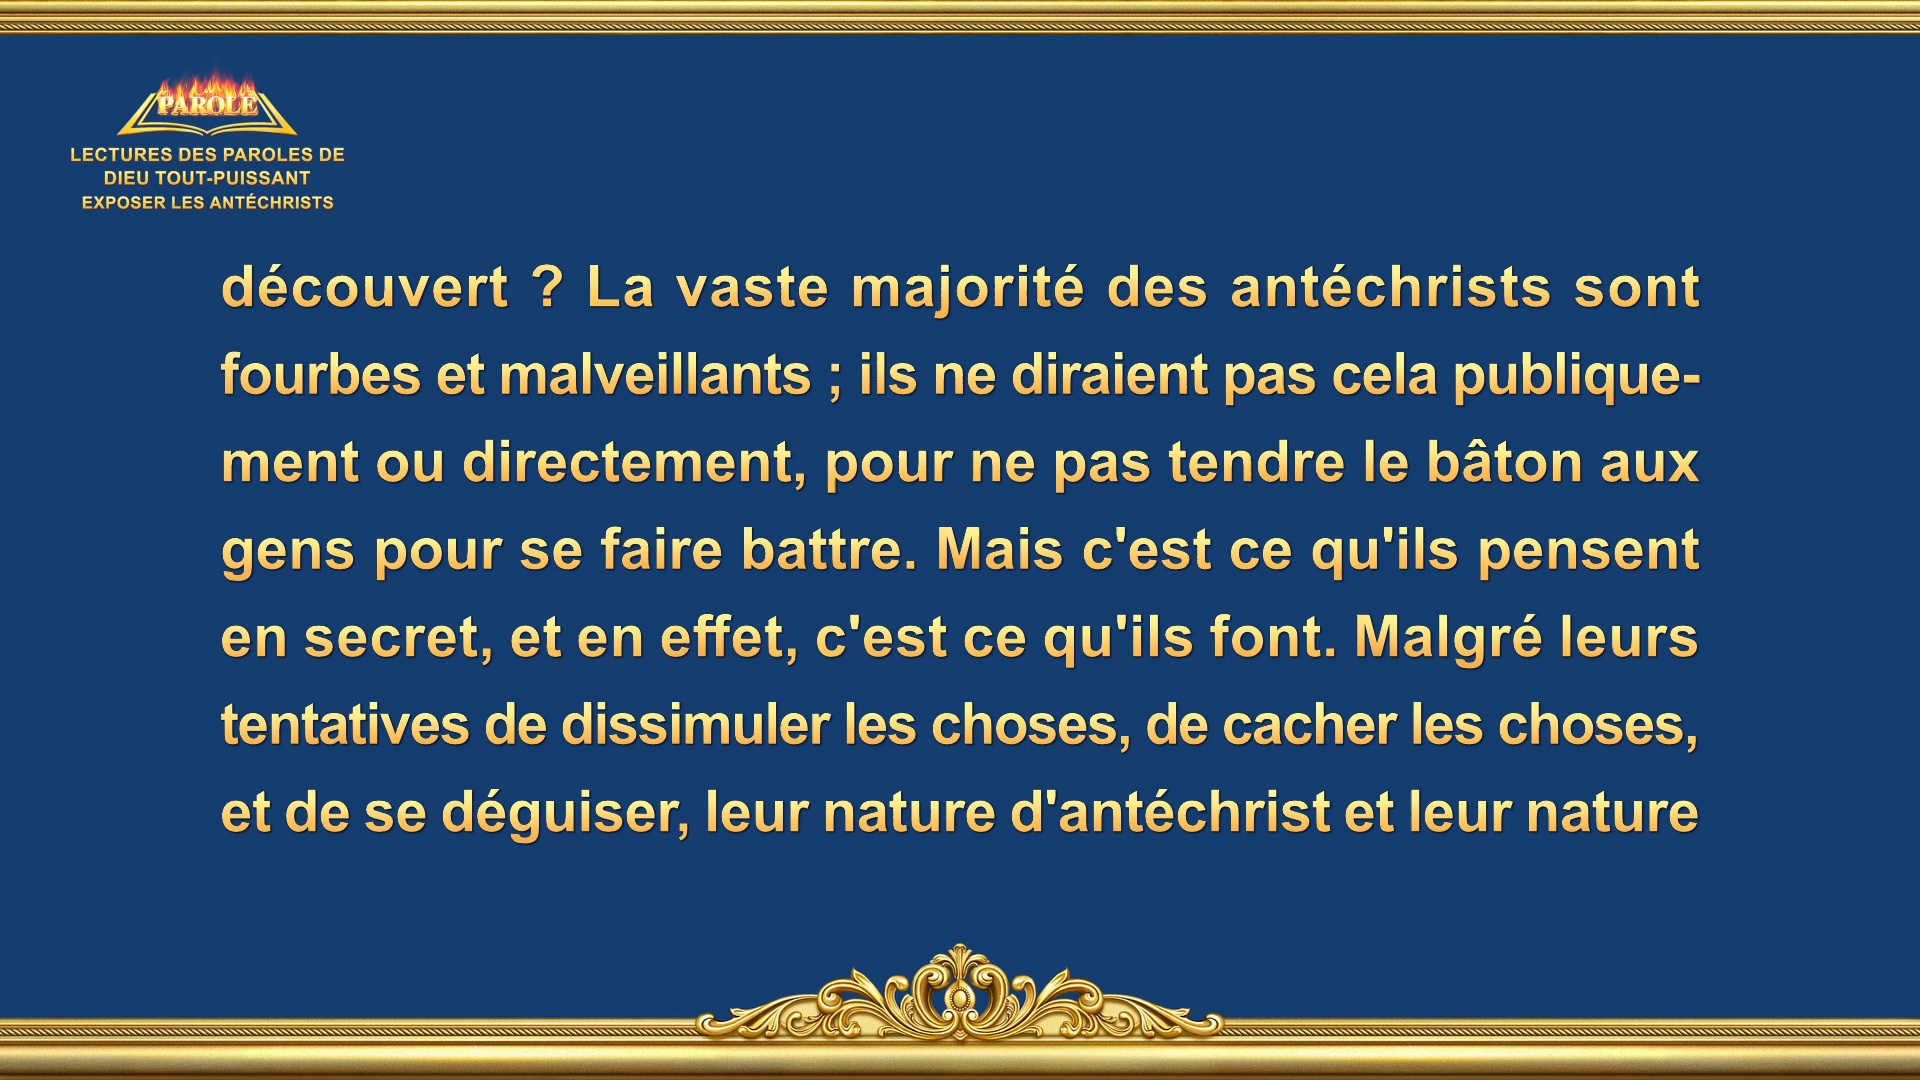 PAROLE
LECTURES DES PAROLES DE
DIEU TOUT-PUISSANT
EXPOSER LES ANTÉCHRISTS
découvert ? La vaste majorité des antéchrists sont
fourbes et malveillants ; ils ne diraient pas cela publique-
ment ou directement, pour ne pas tendre le bâton aux
gens pour se faire battre. Mais c'est ce qu'ils pensent
en secret, et en effet, c'est ce qu'ils font. Malgré leurs
tentatives de dissimuler les choses, de cacher les choses,
et de se déguiser, leur nature d'antéchrist et leur nature